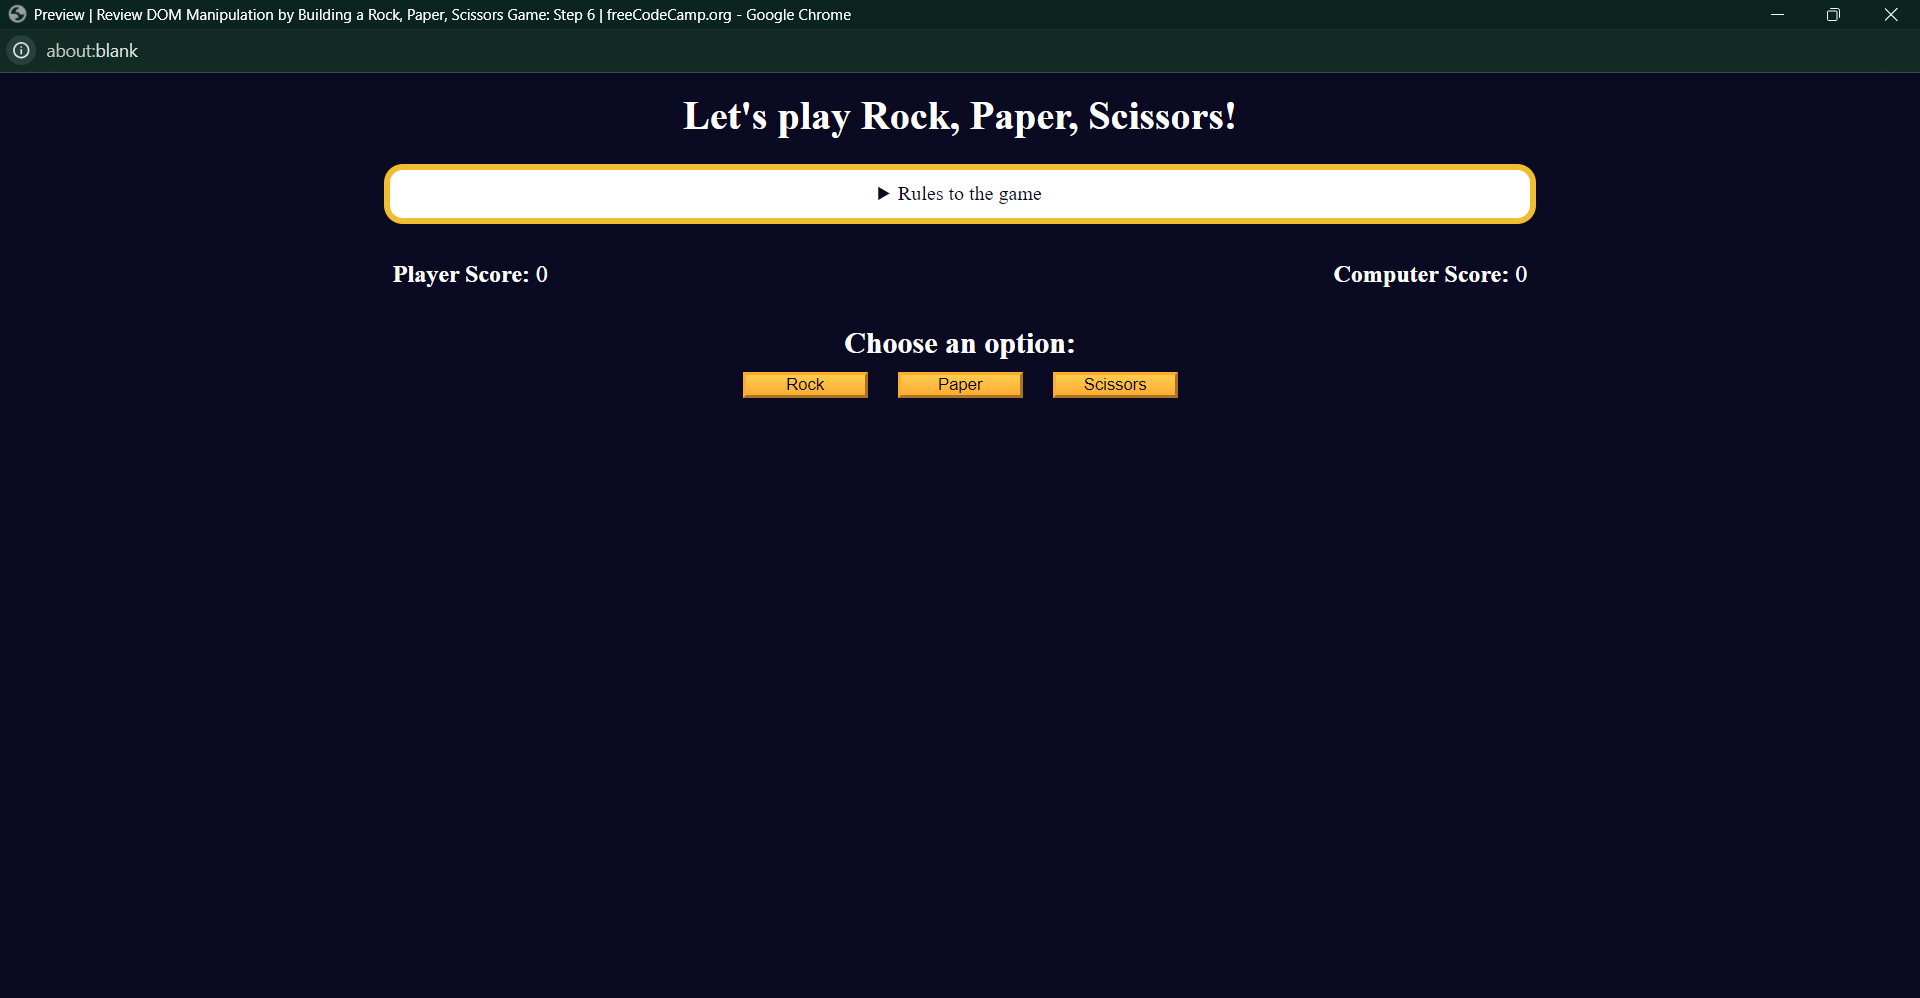 Preview | Review DOM Manipulation by Building a Rock, Paper, Scissors Game: Step 6 | freeCodeCamp.org - Google Chrome
about:blank
Let's play Rock, Paper, Scissors!
▶ Rules to the game
Player Score: 0
Computer Score: 0
Choose an option:
Rock
Paper
Scissors